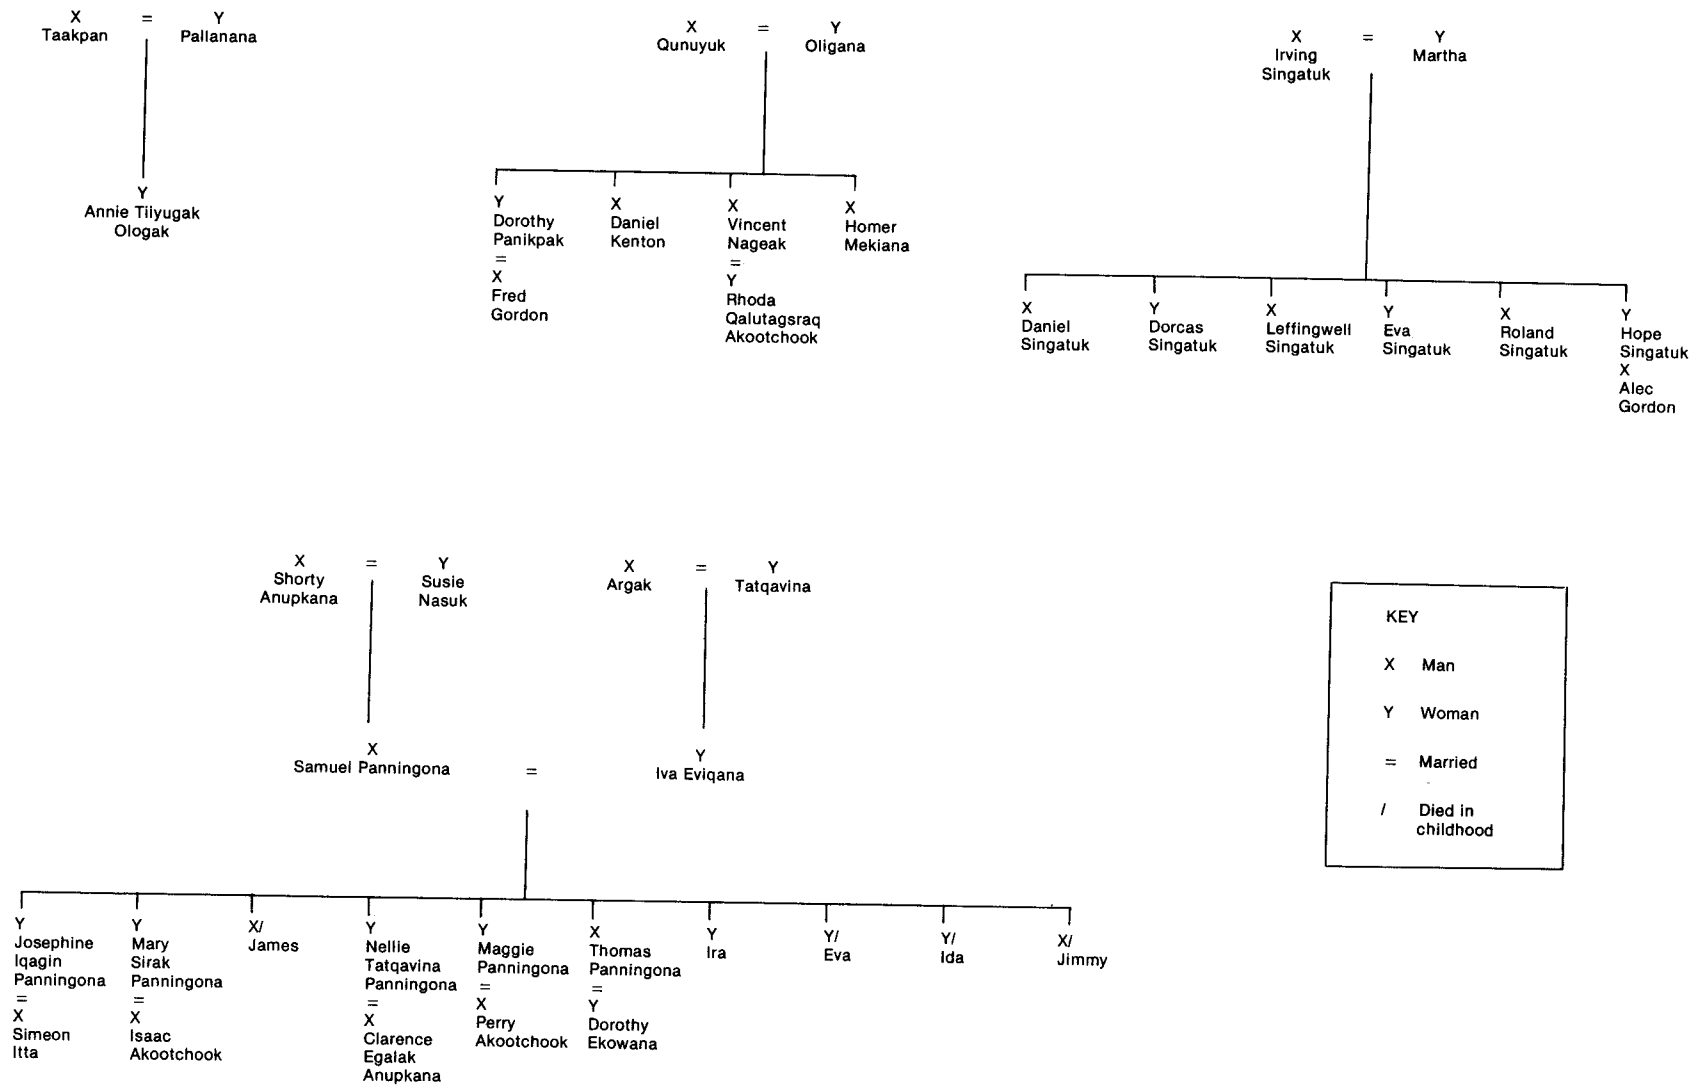 X = Y
Taakpan Pallanana
Y
Annie Tiiyugak
Ologak
X = Y
Qunuyuk Oligana
Y
Dorothy
Panikpak
=
X
Fred
Gordon
X
Daniel
Kenton
X
Vincent
Nageak
=
Y
Rhoda
Qalutagsraq
Akootchook
X
Homer
Mekiana
X = Y
Irving Martha
Singatuk
X
Daniel
Singatuk
Y
Dorcas
Singatuk
X
Leffingwell
Singatuk
Y
Eva
Singatuk
X
Roland
Singatuk
Y
Hope
Singatuk
X
Alec
Gordon
X = Y
Shorty Susie
Anupkana Nasuk
X = Y
Argak Tatqavina
X
Samuel Panningona
=
Y
Iva Eviqana
Y
Josephine
Iqagin
Panningona
=
X
Simeon
Itta
Y
Mary
Sirak
Panningona
=
X
Isaac
Akootchook
X/
James
Y
Nellie
Tatqavina
Panningona
=
X
Clarence
Egalak
Anupkana
Y
Maggie
Panningona
=
X
Perry
Akootchook
X
Thomas
Panningona
=
Y
Dorothy
Ekowana
Y
Ira
Y/
Eva
Y/
Ida
X/
Jimmy
KEY
X Man
Y Woman
= Married
/ Died in
childhood